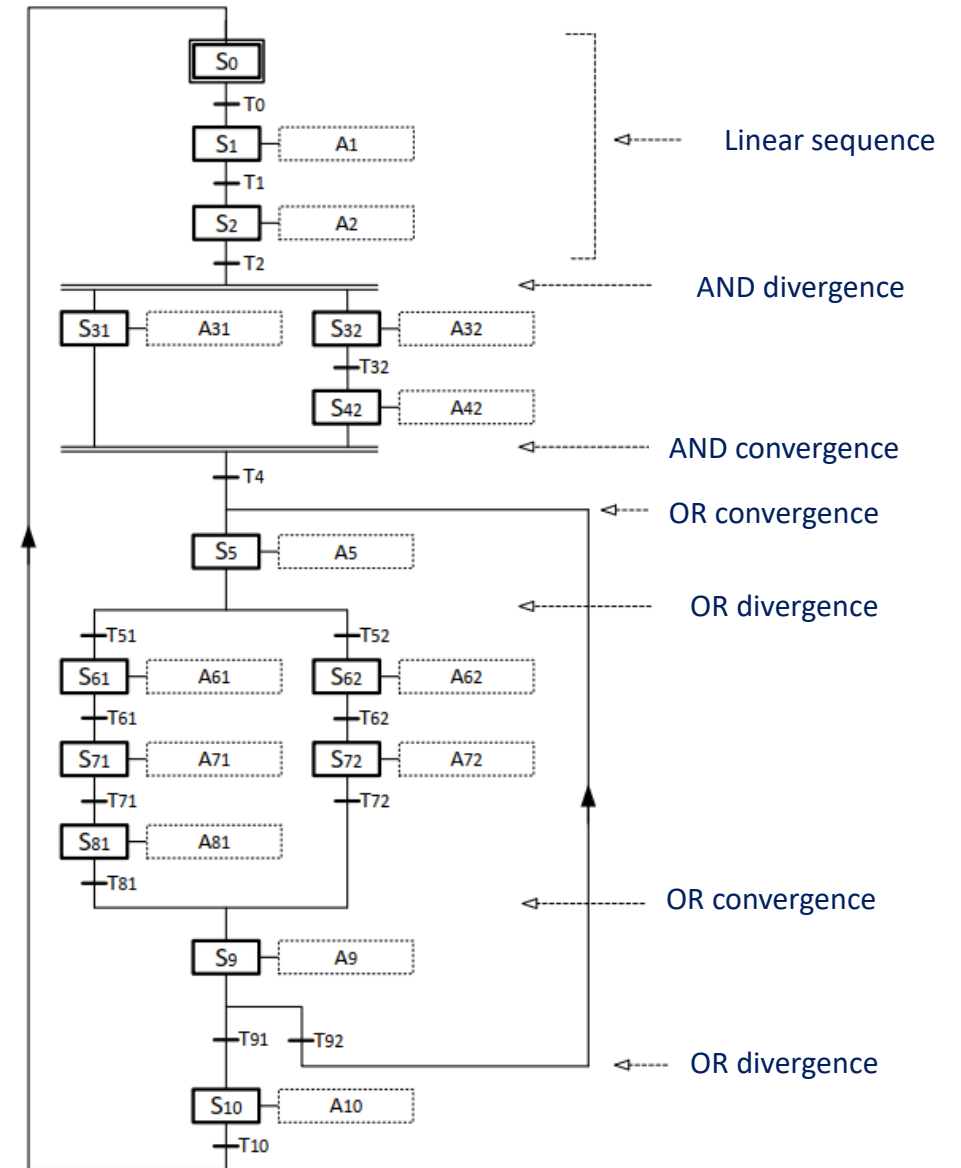 S0
T0
S1 A1
Linear sequence
T1
S2 A2
T2
AND divergence
S31 A31 S32 A32
T32
S42 A42
AND convergence
T4
OR convergence
S5 A5
OR divergence
T51 T52
S61 A61 S62 A62
T61 T62
S71 A71 S72 A72
T71 T72
S81 A81
T81
OR convergence
S9 A9
T91 T92
OR divergence
S10 A10
T10